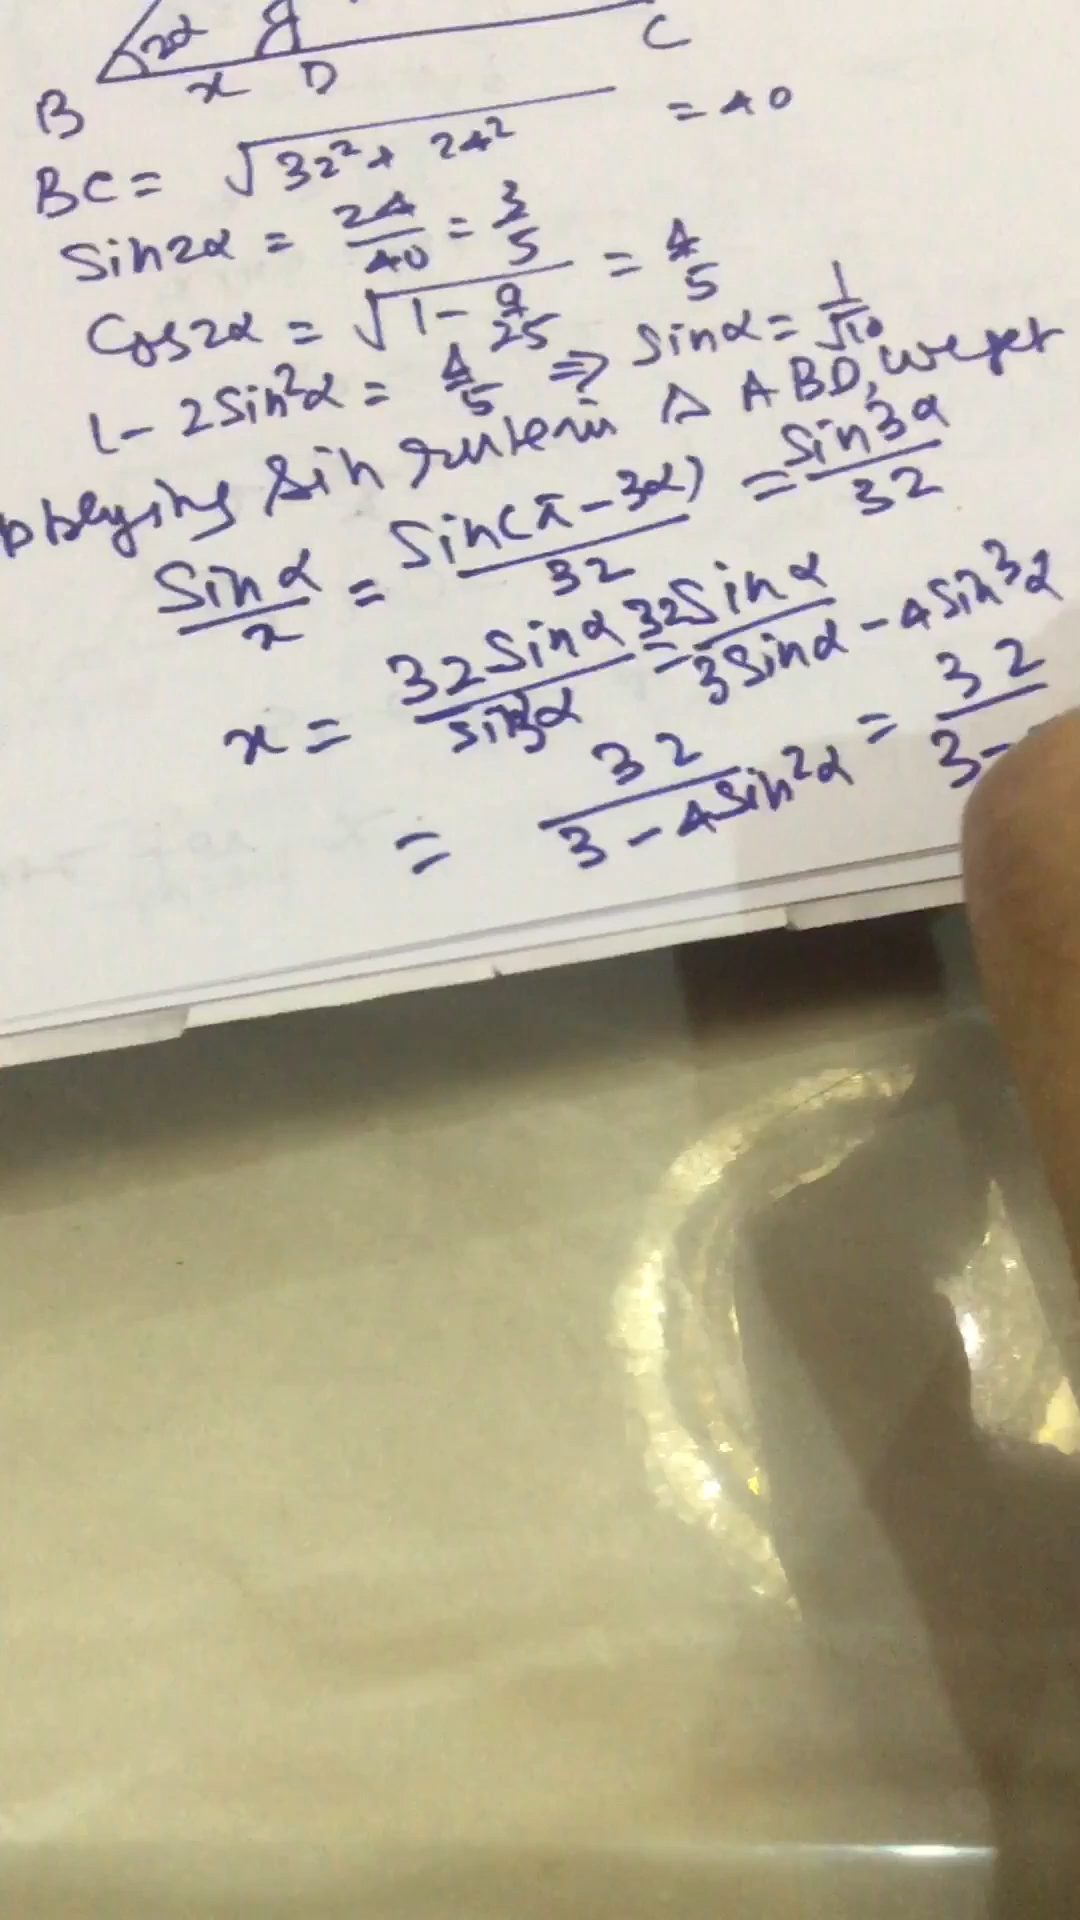 2α
B x D C
BC = √32² + 24² = 40
Sin2α = 24/40 = 3/5
Cos2α = √1 - 9/25 = 4/5
1 - 2Sin²α = 4/5 ⇒ Sinα = 1/√10
Sin rule in Δ ABD, we get
Sinα/x = Sin(π - 3α)/32 = Sin3α/32
x = 32Sinα/Sin3α = 32Sinα/3Sinα - 4Sin³α
= 32/3 - 4Sin²α = 32/3 -